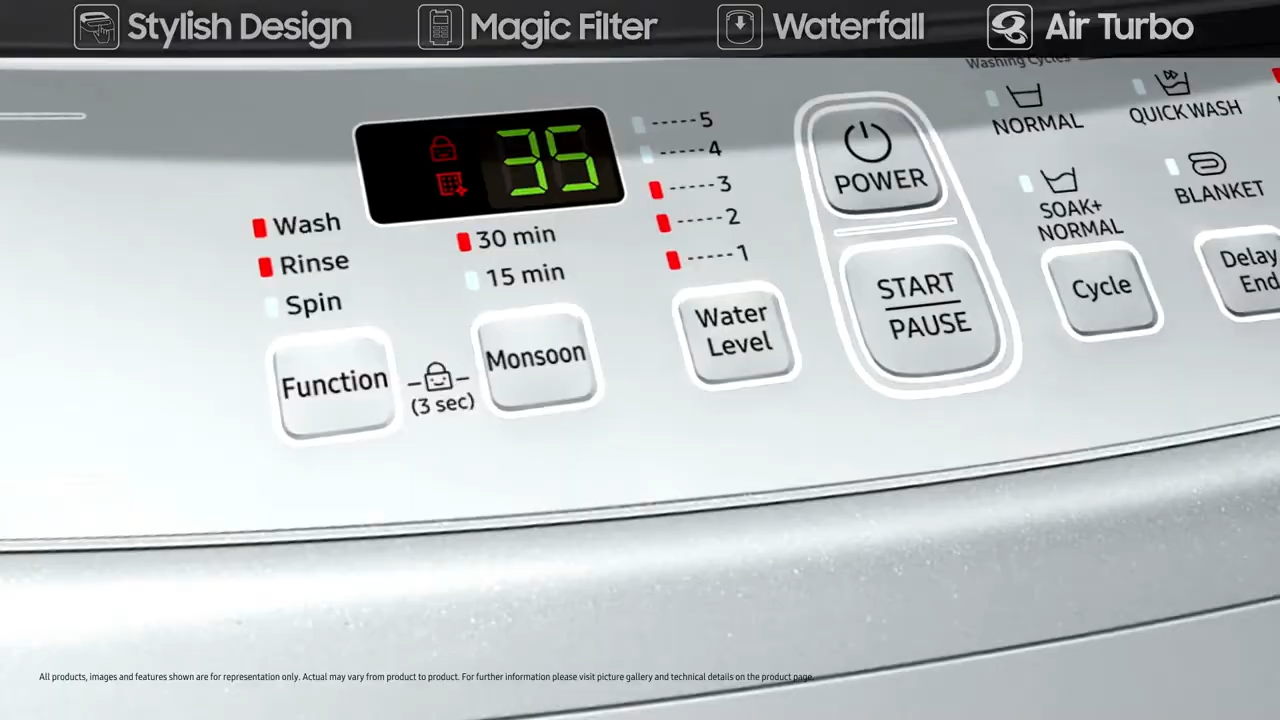 Stylish Design
Magic Filter
Waterfall
Air Turbo
Washing Cycles
35
Wash
Rinse
Spin
30 min
15 min
5
4
3
2
1
Function
(3 sec)
Monsoon
Water
Level
POWER
START
PAUSE
NORMAL
QUICK WASH
SOAK+
NORMAL
BLANKET
Cycle
Delay
End
All products, images and features shown are for representation only. Actual may vary from product to product. For further information please visit picture gallery and technical details on the product page.